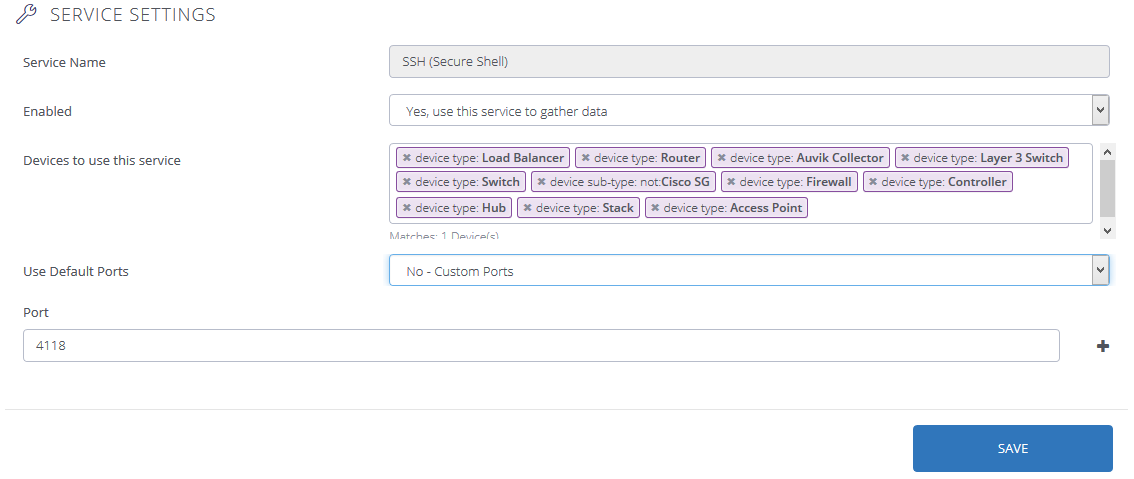 SERVICE SETTINGS
Service Name
SSH (Secure Shell)
Enabled
Yes, use this service to gather data
Devices to use this service
✖ device type: Load Balancer ✖ device type: Router ✖ device type: Auvik Collector ✖ device type: Layer 3 Switch
✖ device type: Switch ✖ device sub-type: not:Cisco SG ✖ device type: Firewall ✖ device type: Controller
✖ device type: Hub ✖ device type: Stack ✖ device type: Access Point
Matches: 1 Device(s)
Use Default Ports
No - Custom Ports
Port
4118
SAVE